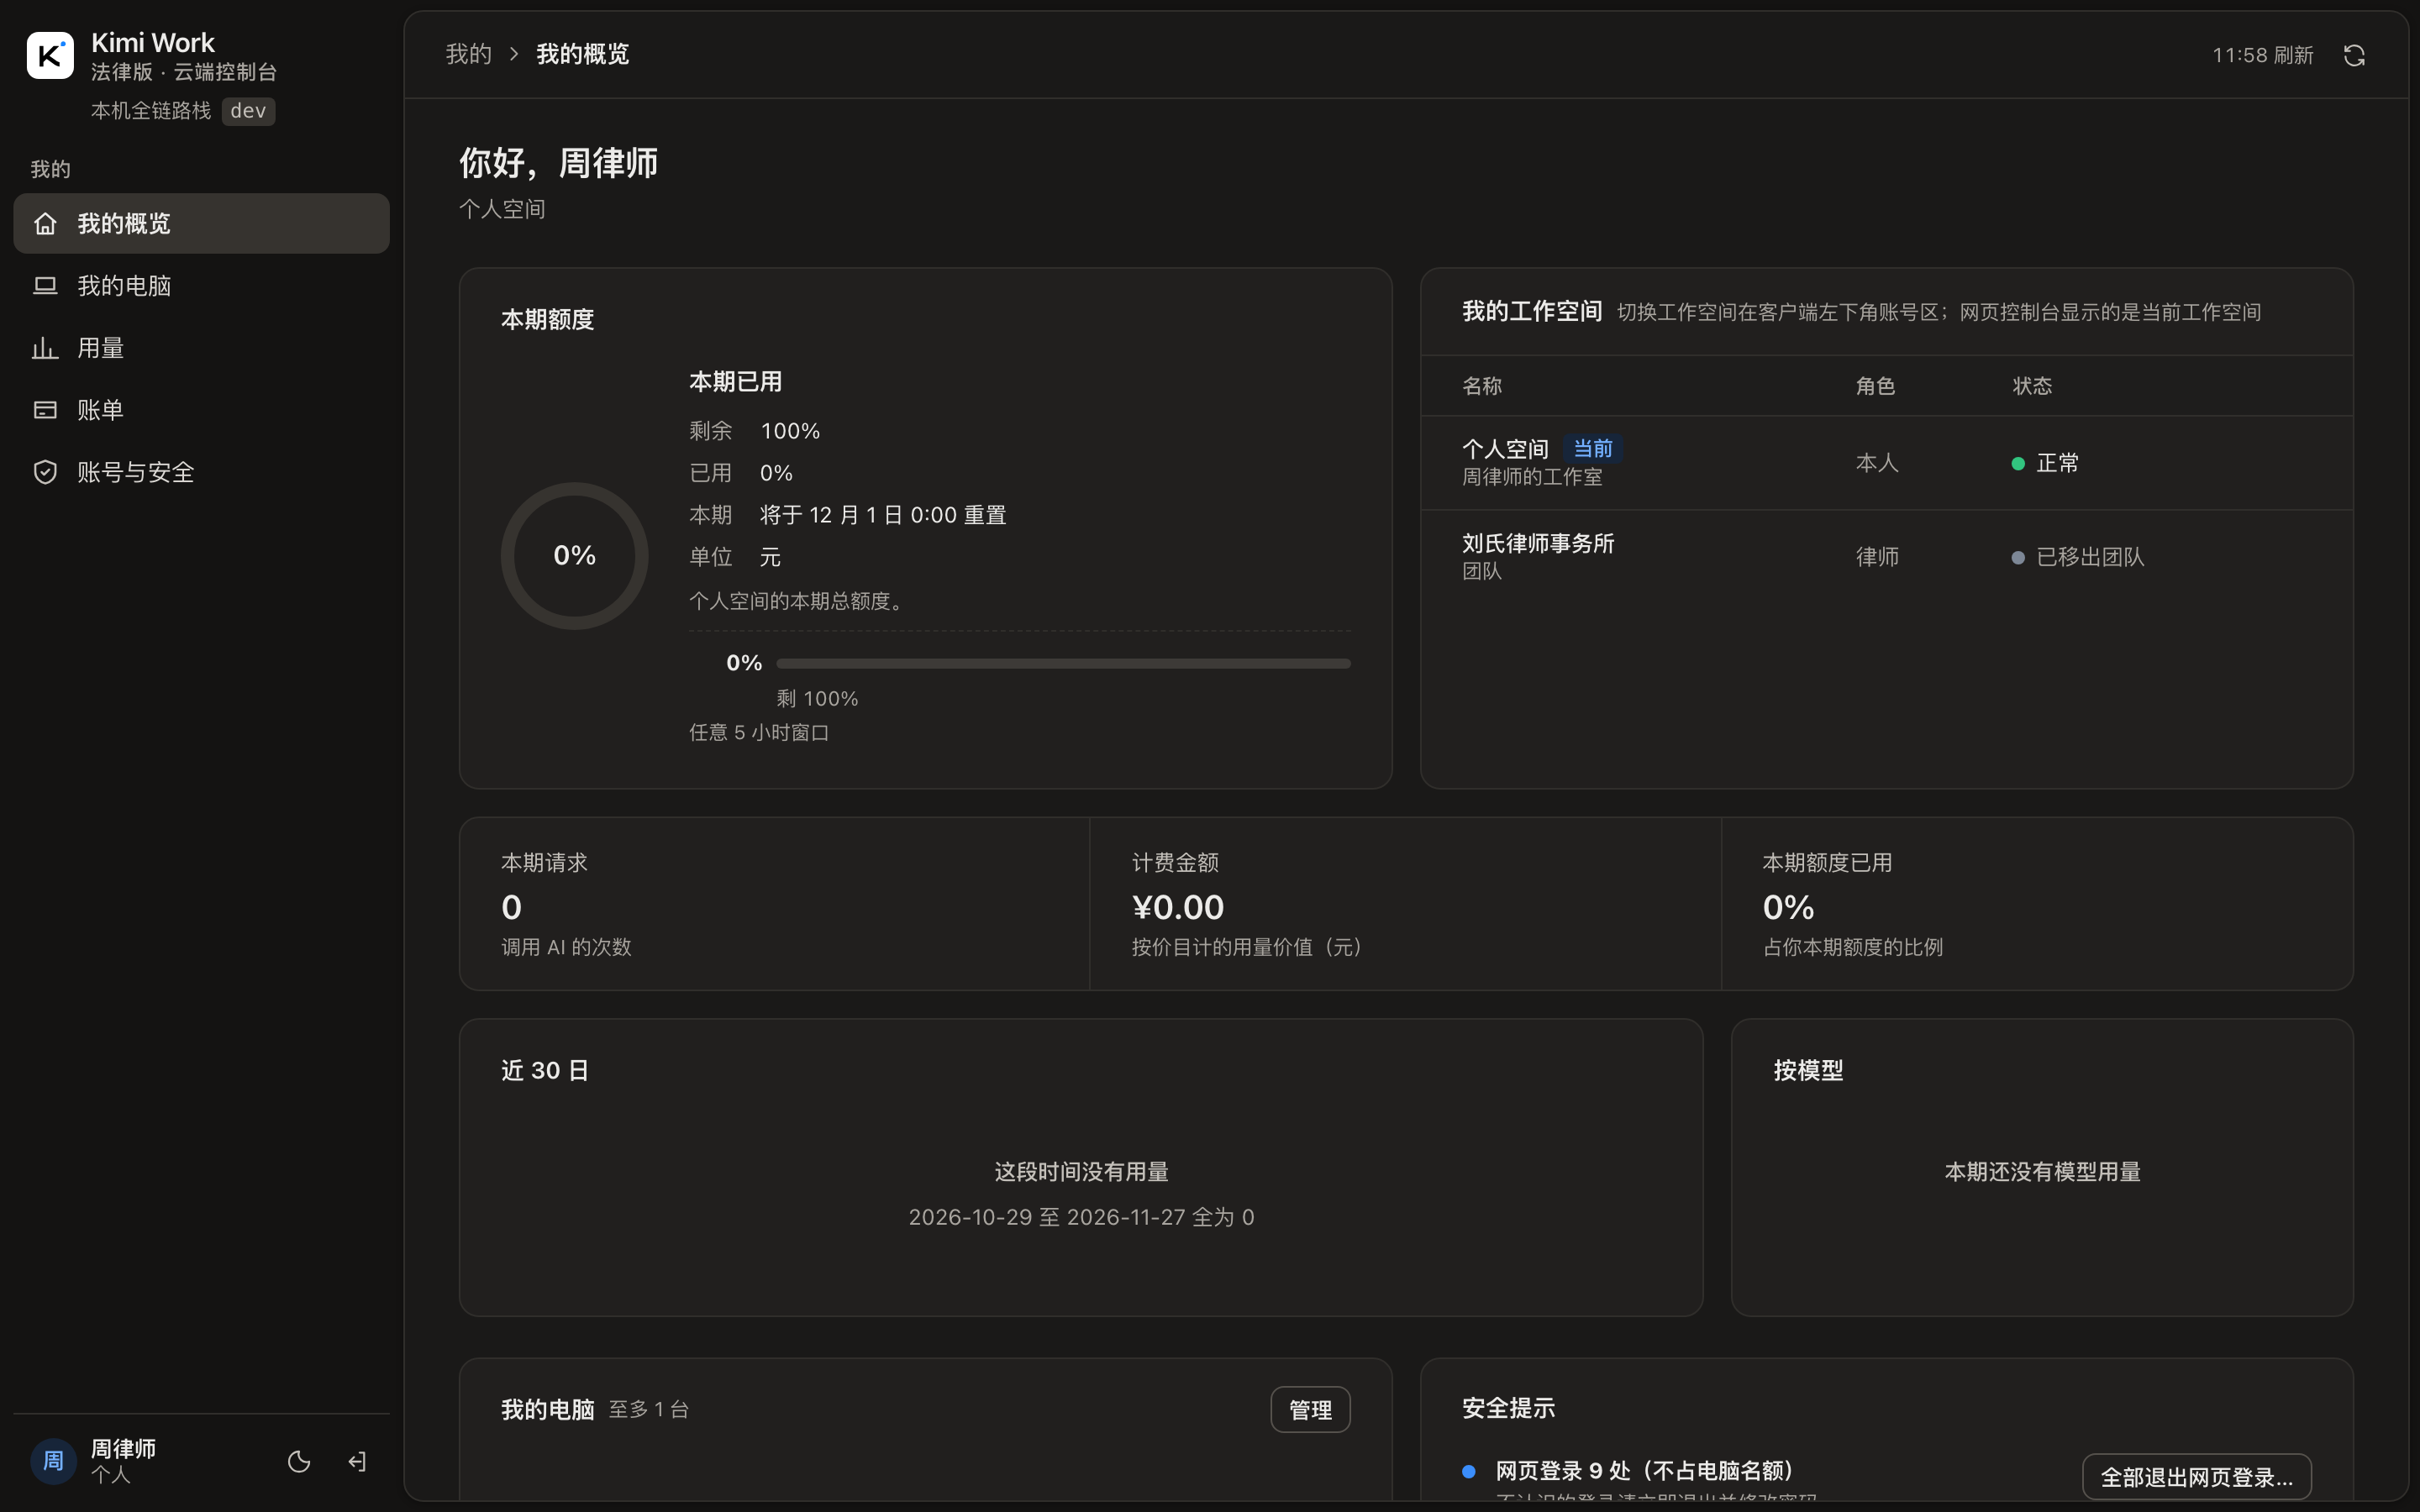 Kimi Work
法律版 · 云端控制台
本机全链路栈 dev
我的
我的概览
我的电脑
用量
账单
账号与安全
周
周律师
个人
我的 > 我的概览
11:58 刷新
你好，周律师
个人空间
本期额度
0%
本期已用
剩余 100%
已用 0%
本期 将于 12 月 1 日 0:00 重置
单位 元
个人空间的本期总额度。
0%
剩 100%
任意 5 小时窗口
我的工作空间 切换工作空间在客户端左下角账号区；网页控制台显示的是当前工作空间
名称 角色 状态
个人空间 当前
周律师的工作室
本人
正常
刘氏律师事务所
团队
律师
已移出团队
本期请求
0
调用 AI 的次数
计费金额
¥0.00
按价目计的用量价值（元）
本期额度已用
0%
占你本期额度的比例
近 30 日
这段时间没有用量
2026-10-29 至 2026-11-27 全为 0
按模型
本期还没有模型用量
我的电脑 至多 1 台
管理
安全提示
网页登录 9 处（不占电脑名额）
全部退出网页登录...